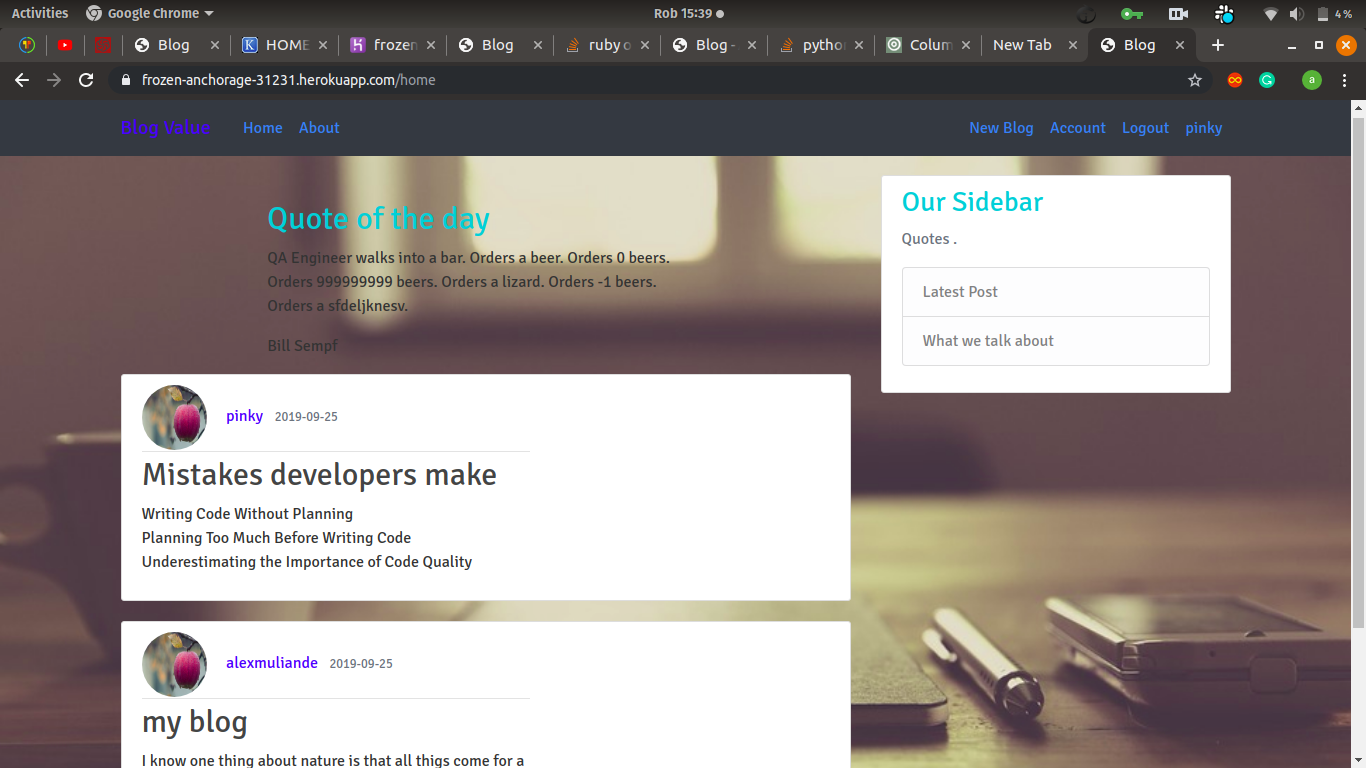 Activities Google Chrome Rob 15:39 4 %
Blog HOME frozen Blog ruby o Blog - pytho Colum New Tab Blog
frozen-anchorage-31231.herokuapp.com/home a
Blog Value Home About New Blog Account Logout pinky
Quote of the day
QA Engineer walks into a bar. Orders a beer. Orders 0 beers.
Orders 999999999 beers. Orders a lizard. Orders -1 beers.
Orders a sfdeljknesv.
Bill Sempf
Our Sidebar
Quotes .
Latest Post
What we talk about
pinky 2019-09-25
Mistakes developers make
Writing Code Without Planning
Planning Too Much Before Writing Code
Underestimating the Importance of Code Quality
alexmuliande 2019-09-25
my blog
I know one thing about nature is that all thigs come for a